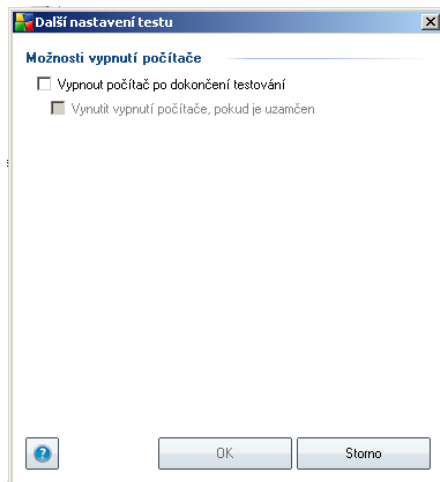 Další nastavení testu
Možnosti vypnutí počítače
Vypnout počítač po dokončení testování
Vynutit vypnutí počítače, pokud je uzamčen
OK
Storno